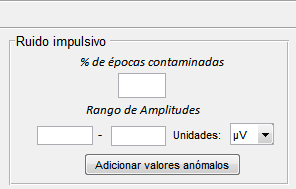 Ruido impulsivo
% de épocas contaminadas
Rango de Amplitudes
- Unidades: µV
Adicionar valores anómalos